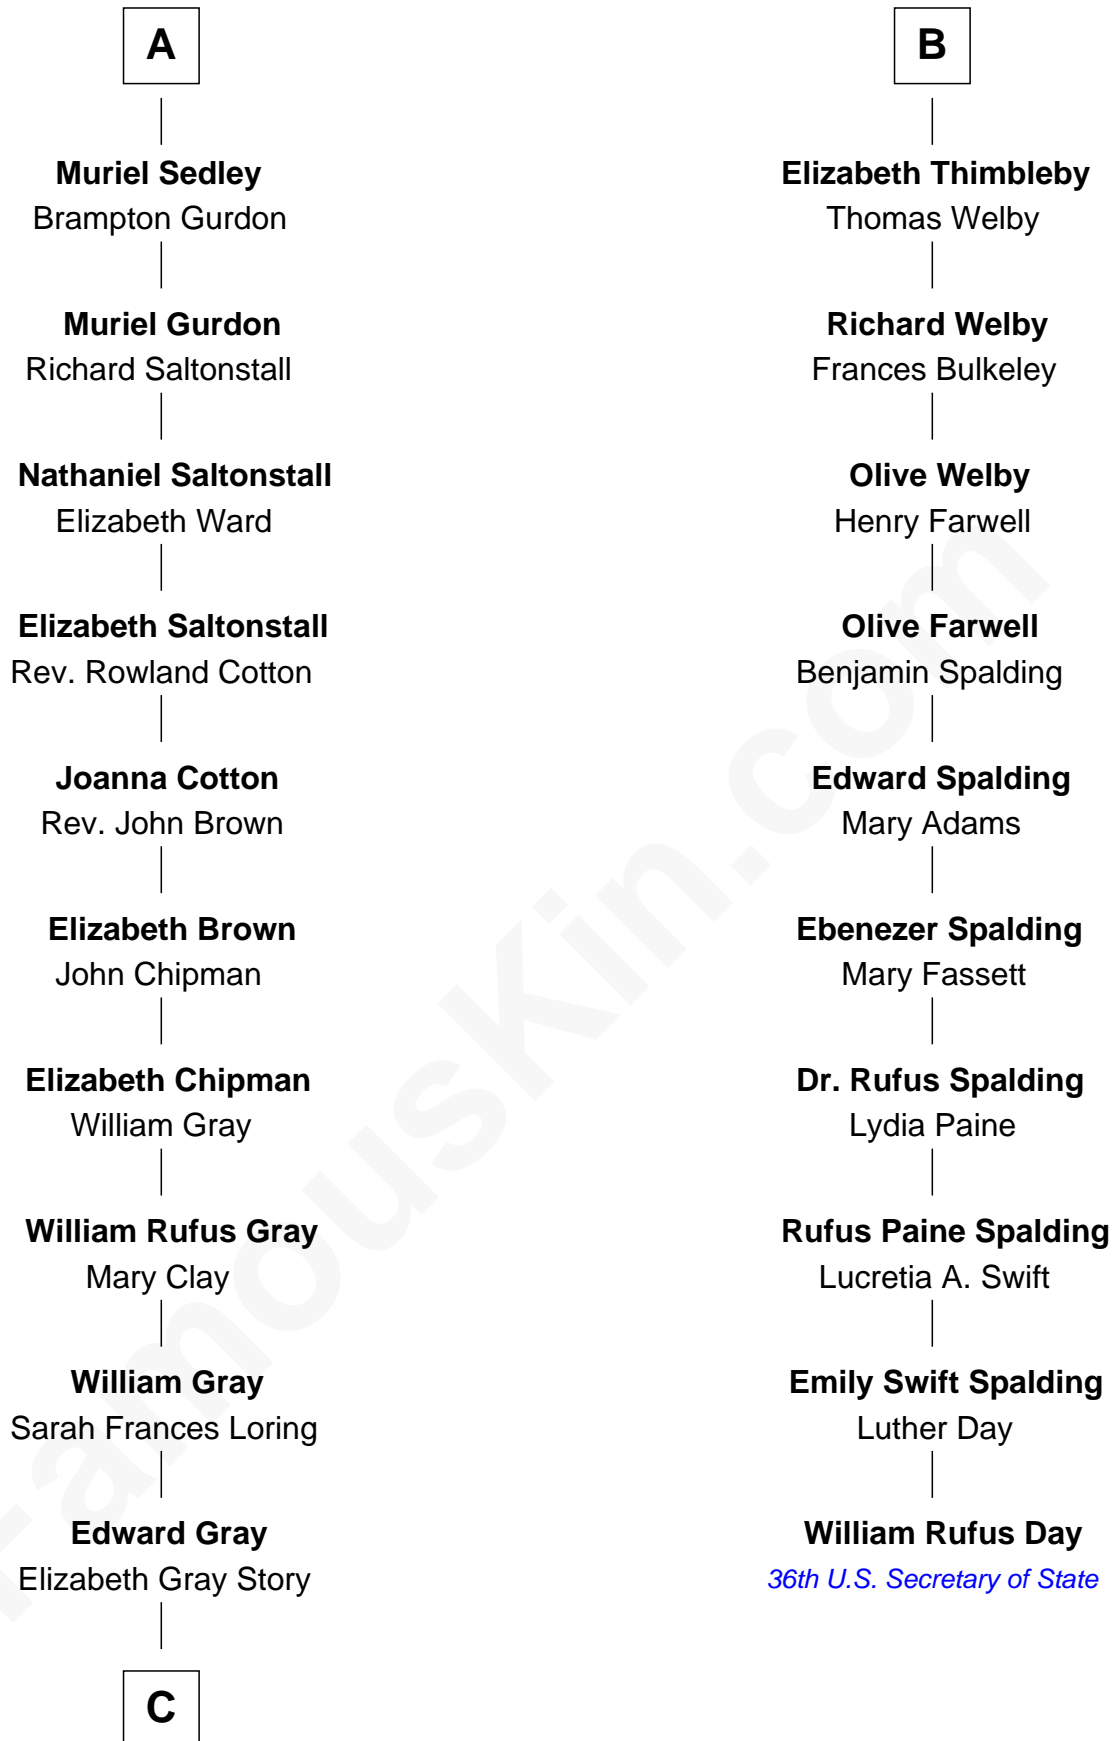 A
Muriel Sedley
Brampton Gurdon
Muriel Gurdon
Richard Saltonstall
Nathaniel Saltonstall
Elizabeth Ward
Elizabeth Saltonstall
Rev. Rowland Cotton
Joanna Cotton
Rev. John Brown
Elizabeth Brown
John Chipman
Elizabeth Chipman
William Gray
William Rufus Gray
Mary Clay
William Gray
Sarah Frances Loring
Edward Gray
Elizabeth Gray Story
C
B
Elizabeth Thimbleby
Thomas Welby
Richard Welby
Frances Bulkeley
Olive Welby
Henry Farwell
Olive Farwell
Benjamin Spalding
Edward Spalding
Mary Adams
Ebenezer Spalding
Mary Fassett
Dr. Rufus Spalding
Lydia Paine
Rufus Paine Spalding
Lucretia A. Swift
Emily Swift Spalding
Luther Day
William Rufus Day
36th U.S. Secretary of State
FamousKin.com